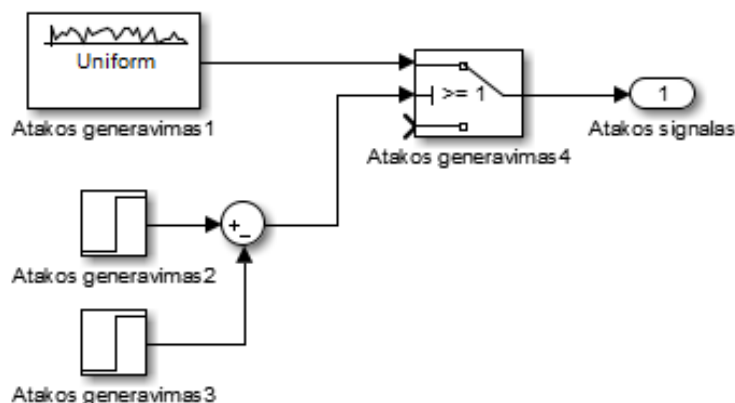 Uniform
Atakos generavimas1
>= 1
Atakos generavimas4
1
Atakos signalas
+
-
Atakos generavimas2
Atakos generavimas3